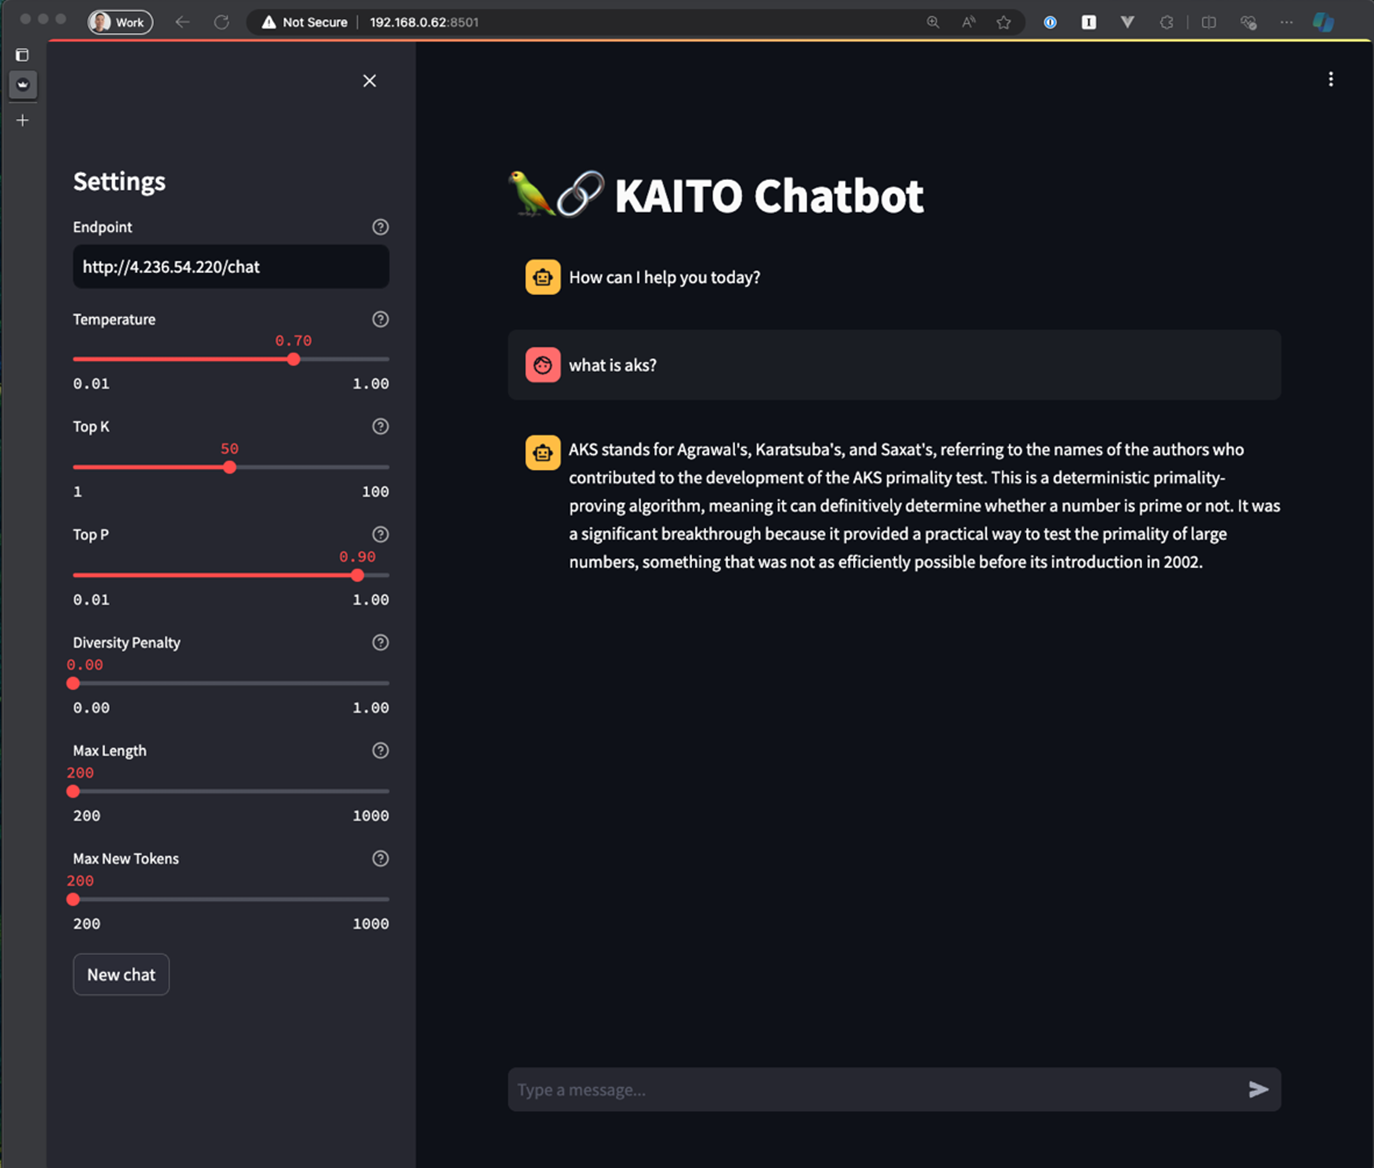 Work
Not Secure
192.168.0.62:8501
Settings
Endpoint
http://4.236.54.220/chat
Temperature
0.70
0.01 1.00
Top K
50
1 100
Top P
0.90
0.01 1.00
Diversity Penalty
0.00
0.00 1.00
Max Length
200
200 1000
Max New Tokens
200
200 1000
New chat
KAITO Chatbot
How can I help you today?
what is aks?
AKS stands for Agrawal's, Karatsuba's, and Saxat's, referring to the names of the authors who
contributed to the development of the AKS primality test. This is a deterministic primality-
proving algorithm, meaning it can definitively determine whether a number is prime or not. It was
a significant breakthrough because it provided a practical way to test the primality of large
numbers, something that was not as efficiently possible before its introduction in 2002.
Type a message...